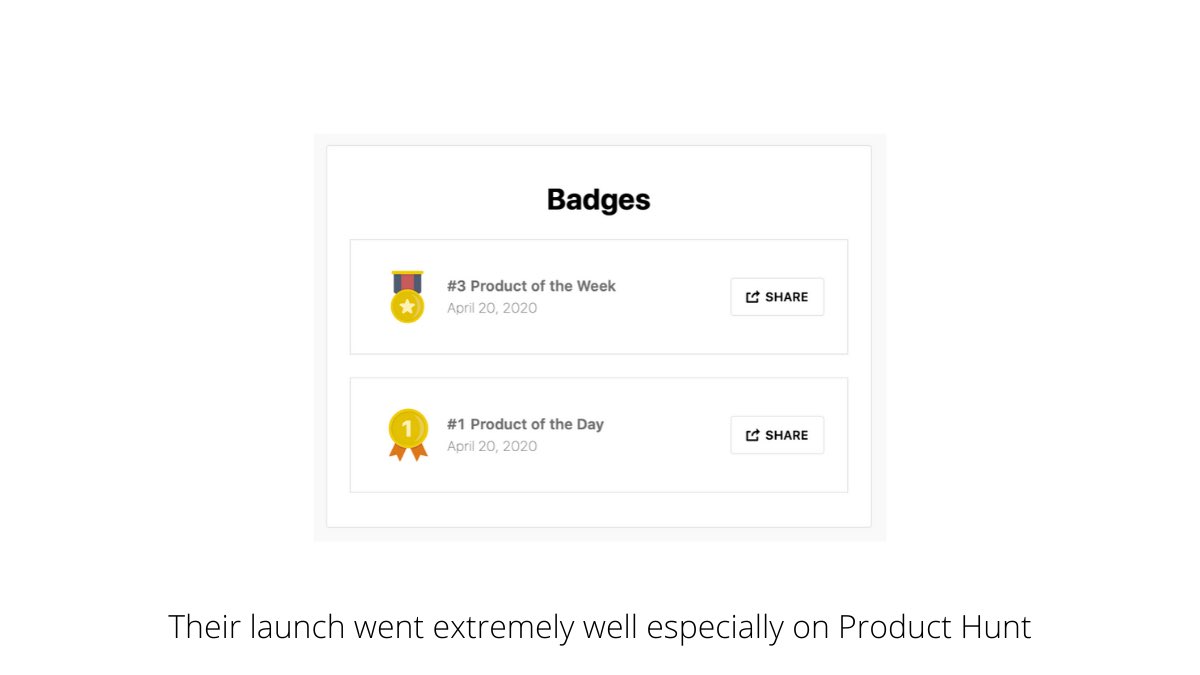 Badges
#3 Product of the Week
April 20, 2020
SHARE
1
#1 Product of the Day
April 20, 2020
SHARE
Their launch went extremely well especially on Product Hunt